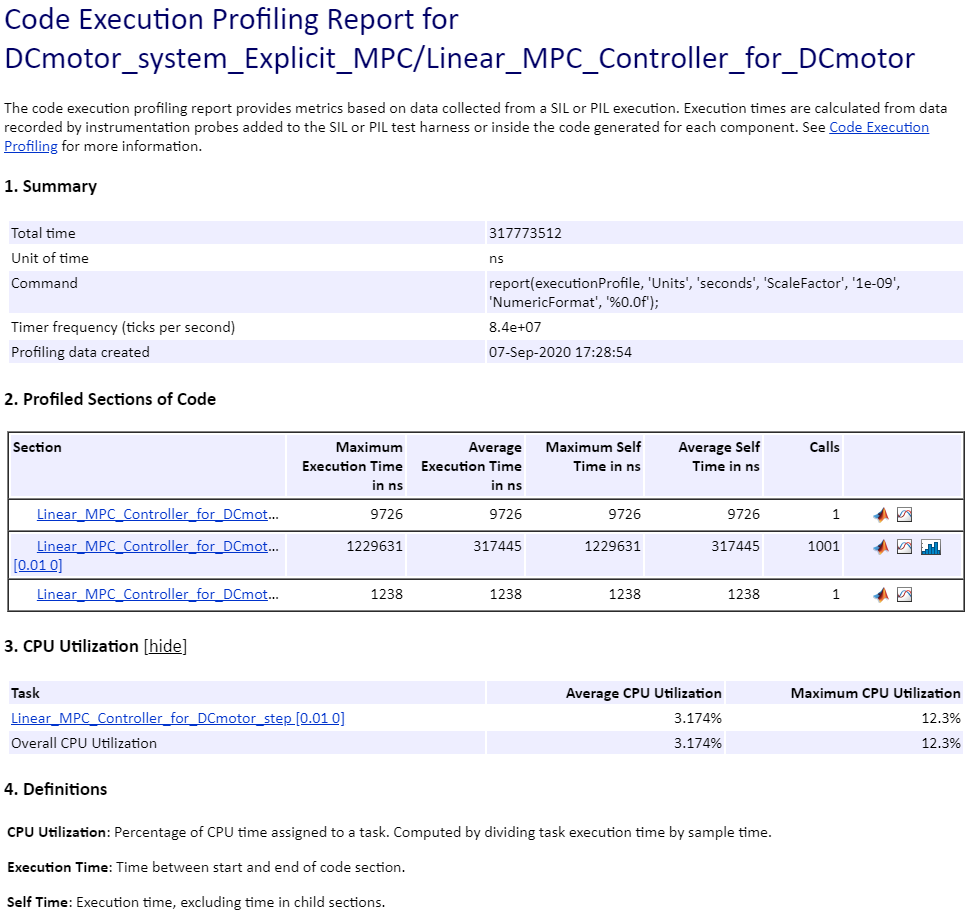 Code Execution Profiling Report for
DCmotor_system_Explicit_MPC/Linear_MPC_Controller_for_DCmotor
The code execution profiling report provides metrics based on data collected from a SIL or PIL execution. Execution times are calculated from data
recorded by instrumentation probes added to the SIL or PIL test harness or inside the code generated for each component. See Code Execution
Profiling for more information.
1. Summary
Total time 317773512
Unit of time ns
Command report(executionProfile, 'Units', 'seconds', 'ScaleFactor', '1e-09',
'NumericFormat', '%0.0f');
Timer frequency (ticks per second) 8.4e+07
Profiling data created 07-Sep-2020 17:28:54
2. Profiled Sections of Code
Section Maximum Average Maximum Self Average Self Calls
Execution Time Execution Time Time in ns Time in ns
in ns in ns
Linear_MPC_Controller_for_DCmot... 9726 9726 9726 9726 1
Linear_MPC_Controller_for_DCmot... 1229631 317445 1229631 317445 1001
[0.01 0]
Linear_MPC_Controller_for_DCmot... 1238 1238 1238 1238 1
3. CPU Utilization [hide]
Task Average CPU Utilization Maximum CPU Utilization
Linear_MPC_Controller_for_DCmotor_step [0.01 0] 3.174% 12.3%
Overall CPU Utilization 3.174% 12.3%
4. Definitions
CPU Utilization: Percentage of CPU time assigned to a task. Computed by dividing task execution time by sample time.
Execution Time: Time between start and end of code section.
Self Time: Execution time, excluding time in child sections.